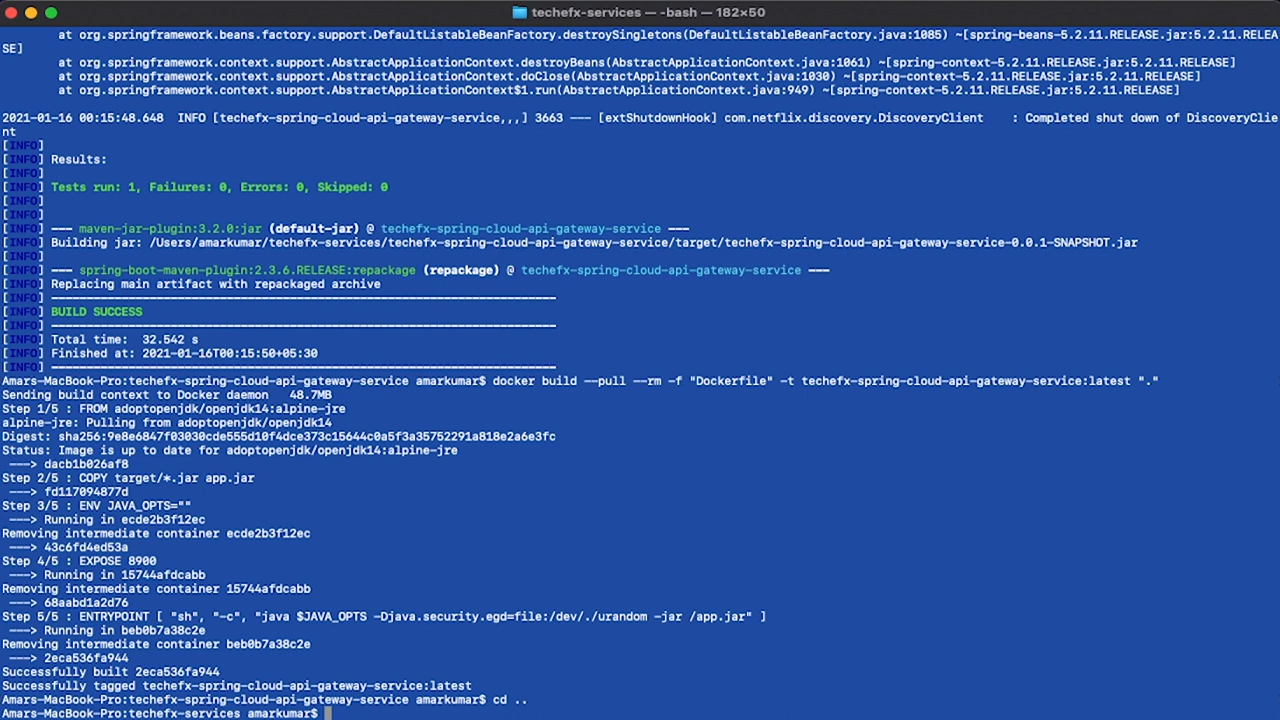 techefx-services — -bash — 182×50
at org.springframework.beans.factory.support.DefaultListableBeanFactory.destroySingletons(DefaultListableBeanFactory.java:1085) ~[spring-beans-5.2.11.RELEASE.jar:5.2.11.RELEA
SE]
at org.springframework.context.support.AbstractApplicationContext.destroyBeans(AbstractApplicationContext.java:1061) ~[spring-context-5.2.11.RELEASE.jar:5.2.11.RELEASE]
at org.springframework.context.support.AbstractApplicationContext.doClose(AbstractApplicationContext.java:1030) ~[spring-context-5.2.11.RELEASE.jar:5.2.11.RELEASE]
at org.springframework.context.support.AbstractApplicationContext$1.run(AbstractApplicationContext.java:949) ~[spring-context-5.2.11.RELEASE.jar:5.2.11.RELEASE]
2021-01-16 00:15:48.648  INFO [techefx-spring-cloud-api-gateway-service,,,] 3663 --- [extShutdownHook] com.netflix.discovery.DiscoveryClient    : Completed shut down of DiscoveryClie
nt
[INFO]
[INFO] Results:
[INFO]
[INFO] Tests run: 1, Failures: 0, Errors: 0, Skipped: 0
[INFO]
[INFO]
[INFO] --- maven-jar-plugin:3.2.0:jar (default-jar) @ techefx-spring-cloud-api-gateway-service ---
[INFO] Building jar: /Users/amarkumar/techefx-services/techefx-spring-cloud-api-gateway-service/target/techefx-spring-cloud-api-gateway-service-0.0.1-SNAPSHOT.jar
[INFO]
[INFO] --- spring-boot-maven-plugin:2.3.6.RELEASE:repackage (repackage) @ techefx-spring-cloud-api-gateway-service ---
[INFO] Replacing main artifact with repackaged archive
[INFO] ------------------------------------------------------------------------
[INFO] BUILD SUCCESS
[INFO] ------------------------------------------------------------------------
[INFO] Total time:  32.542 s
[INFO] Finished at: 2021-01-16T00:15:50+05:30
[INFO] ------------------------------------------------------------------------
Amars-MacBook-Pro:techefx-spring-cloud-api-gateway-service amarkumar$ docker build --pull --rm -f "Dockerfile" -t techefx-spring-cloud-api-gateway-service:latest "."
Sending build context to Docker daemon   48.7MB
Step 1/5 : FROM adoptopenjdk/openjdk14:alpine-jre
alpine-jre: Pulling from adoptopenjdk/openjdk14
Digest: sha256:9e8e6847f03030cde555d10f4dce373c15644c0a5f3a35752291a818e2a6e3fc
Status: Image is up to date for adoptopenjdk/openjdk14:alpine-jre
---> dacb1b026af8
Step 2/5 : COPY target/*.jar app.jar
---> fd117094877d
Step 3/5 : ENV JAVA_OPTS=""
---> Running in ecde2b3f12ec
Removing intermediate container ecde2b3f12ec
---> 43c6fd4ed53a
Step 4/5 : EXPOSE 8900
---> Running in 15744afdcabb
Removing intermediate container 15744afdcabb
---> 68aabd1a2d76
Step 5/5 : ENTRYPOINT [ "sh", "-c", "java $JAVA_OPTS -Djava.security.egd=file:/dev/./urandom -jar /app.jar" ]
---> Running in beb0b7a38c2e
Removing intermediate container beb0b7a38c2e
---> 2eca536fa944
Successfully built 2eca536fa944
Successfully tagged techefx-spring-cloud-api-gateway-service:latest
Amars-MacBook-Pro:techefx-spring-cloud-api-gateway-service amarkumar$ cd ..
Amars-MacBook-Pro:techefx-services amarkumar$